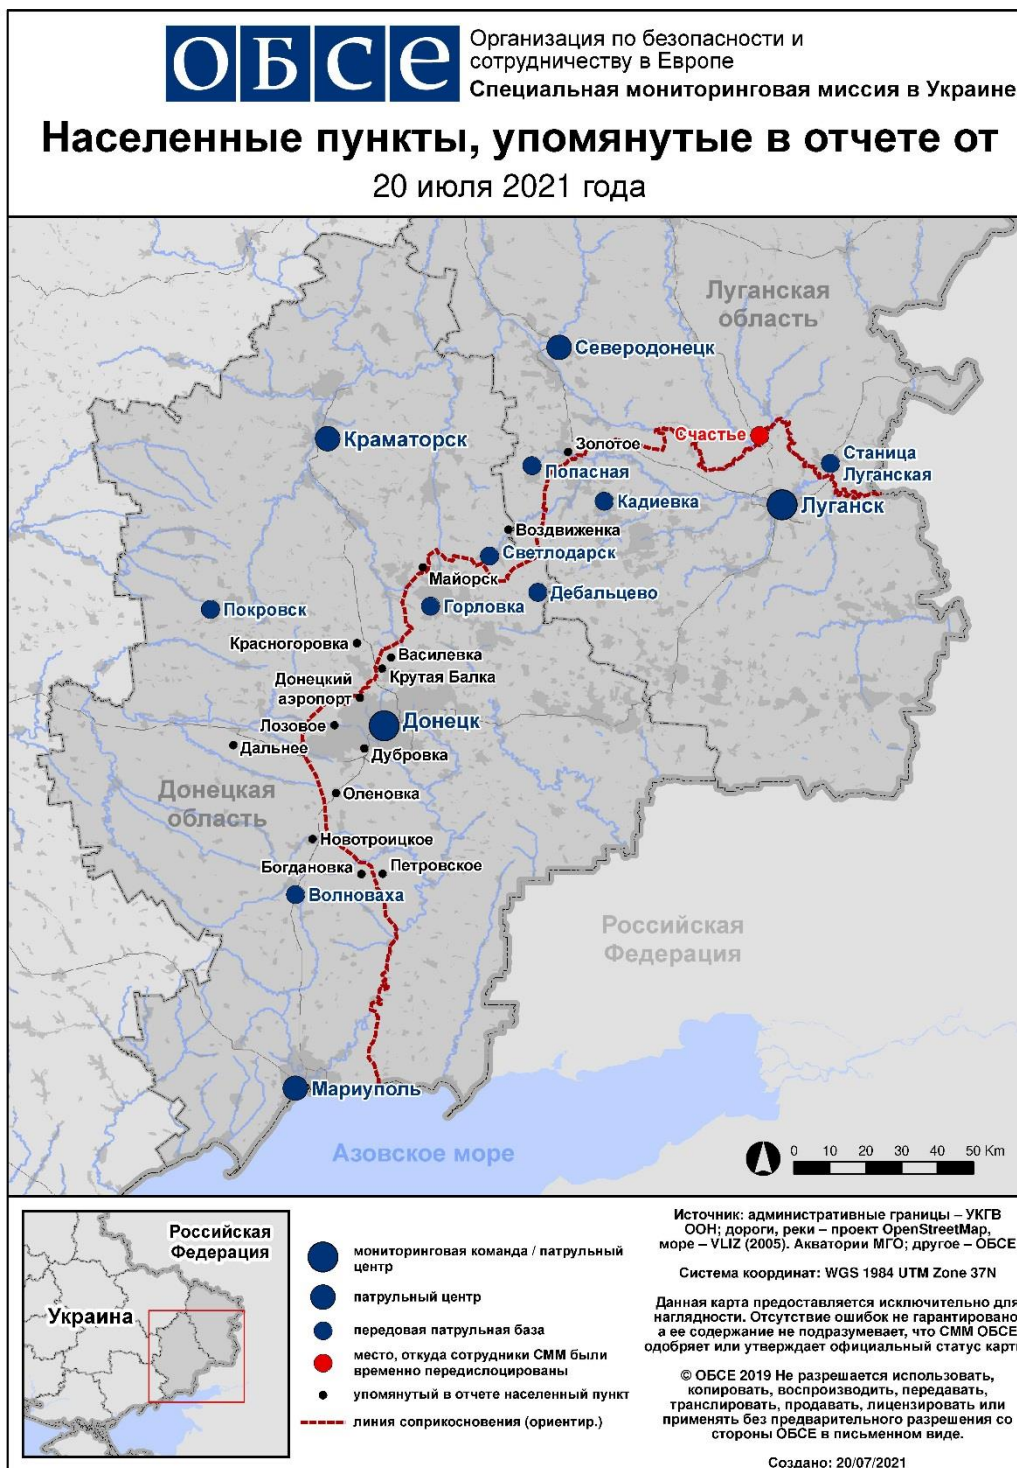 ОБСЕ
Организация по безопасности и
сотрудничеству в Европе
Специальная мониторинговая миссия в Украине
Населенные пункты, упомянутые в отчете от
20 июля 2021 года
Луганская
область
Северодонецк
Краматорск
Золотое
Счастье
Станица
Луганская
Попасная
Кадиевка
Луганск
Воздвиженка
Светлодарск
Майорск
Дебальцево
Горловка
Покровск
Красногоровка
Василевка
Крутая Балка
Донецкий
аэропорт
Лозовое
Донецк
Дальнее
Дубровка
Донецкая
область
Оленовка
Новотроицкое
Богдановка
Петровское
Волноваха
Российская
Федерация
Мариуполь
Азовское море
0 10 20 30 40 50 Km
Российская
Федерация
Украина
мониторинговая команда / патрульный
центр
патрульный центр
передовая патрульная база
место, откуда сотрудники СММ были
временно передислоцированы
упомянутый в отчете населенный пункт
линия соприкосновения (ориентир.)
Источник: административные границы – УКГВ
ООН; дороги, реки – проект OpenStreetMap,
море – VLIZ (2005). Акватории МГО; другое – ОБСЕ
Система координат: WGS 1984 UTM Zone 37N
Данная карта предоставляется исключительно для
наглядности. Отсутствие ошибок не гарантировано,
а ее содержание не подразумевает, что СММ ОБСЕ
одобряет или утверждает официальный статус карт
© ОБСЕ 2019 Не разрешается использовать,
копировать, воспроизводить, передавать,
транслировать, продавать, лицензировать или
применять без предварительного разрешения со
стороны ОБСЕ в письменном виде.
Создано: 20/07/2021